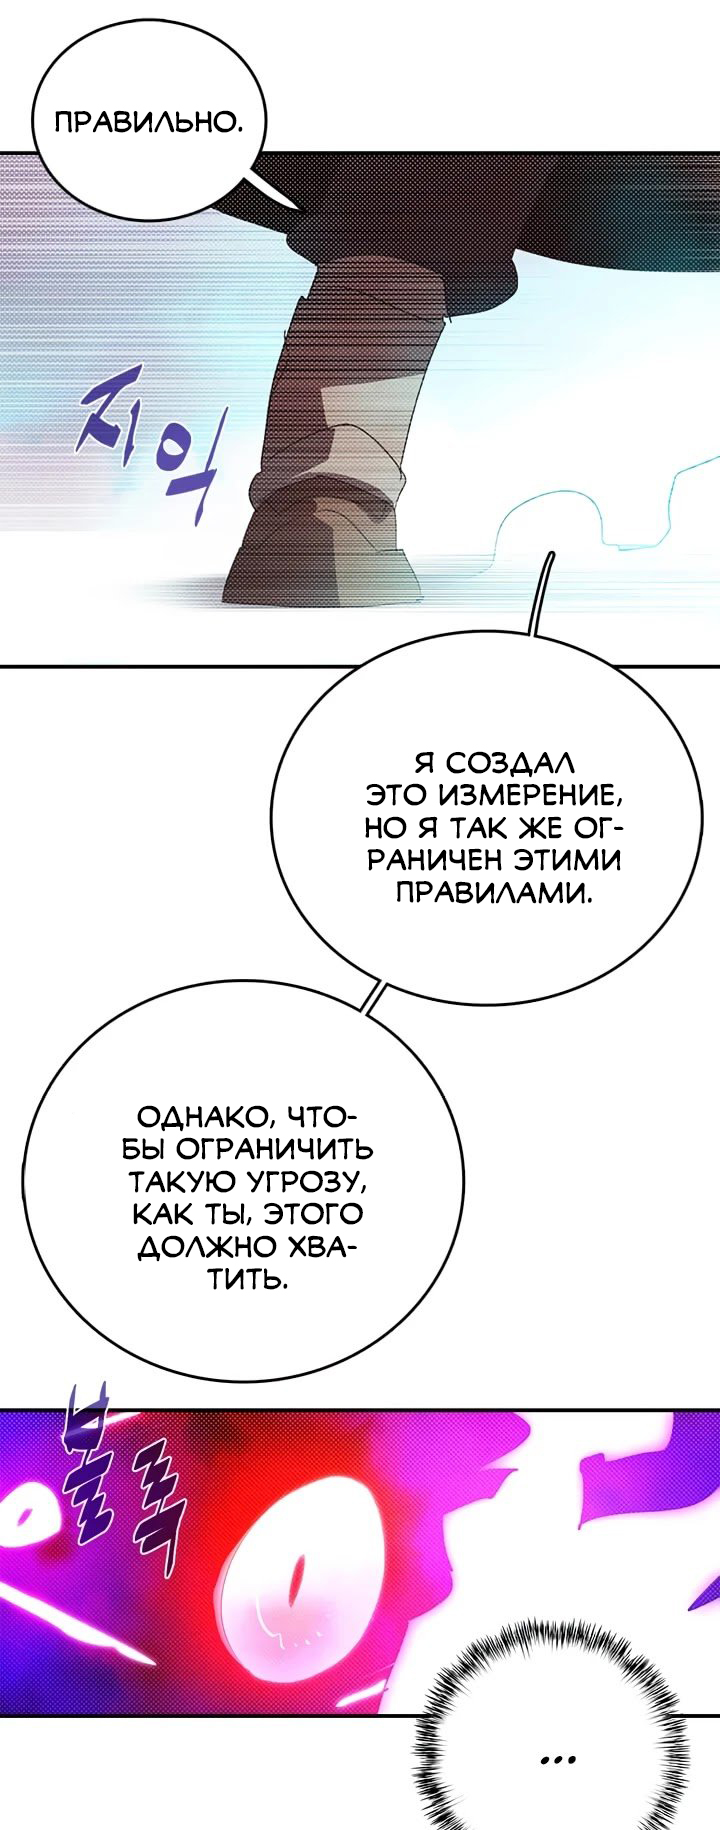 ПРАВИЛЬНО.
지익
Я СОЗДАЛ
ЭТО ИЗМЕРЕНИЕ,
НО Я ТАК ЖЕ ОГ-
РАНИЧЕН ЭТИМИ
ПРАВИЛАМИ.
ОДНАКО, ЧТО-
БЫ ОГРАНИЧИТЬ
ТАКУЮ УГРОЗУ,
КАК ТЫ, ЭТОГО
ДОЛЖНО ХВА-
ТИТЬ.
...